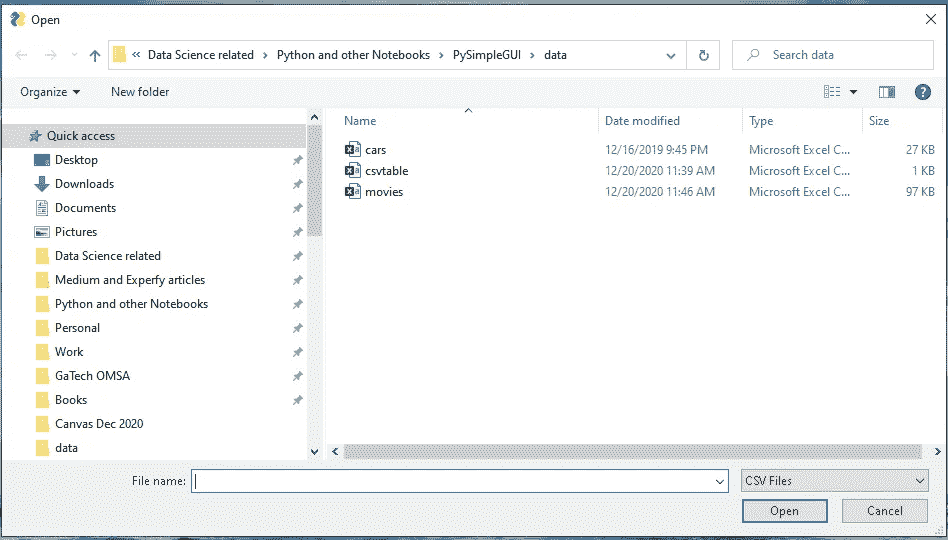 Open
« Data Science related › Python and other Notebooks › PySimpleGUI › data
Search data
Organize
New folder
?
Name Date modified Type Size
Quick access
Desktop
Downloads
Documents
Pictures
Data Science related
Medium and Experfy articles
Python and other Notebooks
Personal
Work
GaTech OMSA
Books
Canvas Dec 2020
data
cars 12/16/2019 9:45 PM Microsoft Excel C... 27 KB
csvtable 12/20/2020 11:39 AM Microsoft Excel C... 1 KB
movies 12/20/2020 11:46 AM Microsoft Excel C... 97 KB
File name:
CSV Files
Open Cancel